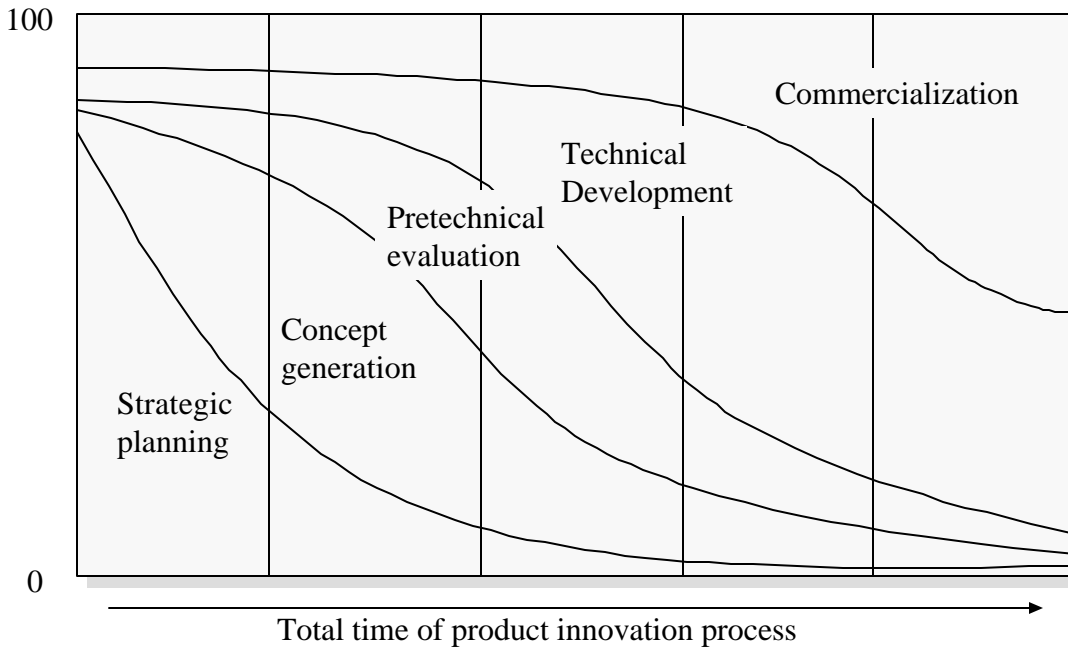 100
Commercialization
Technical
Development
Pretechnical
evaluation
Concept
generation
Strategic
planning
0
Total time of product innovation process